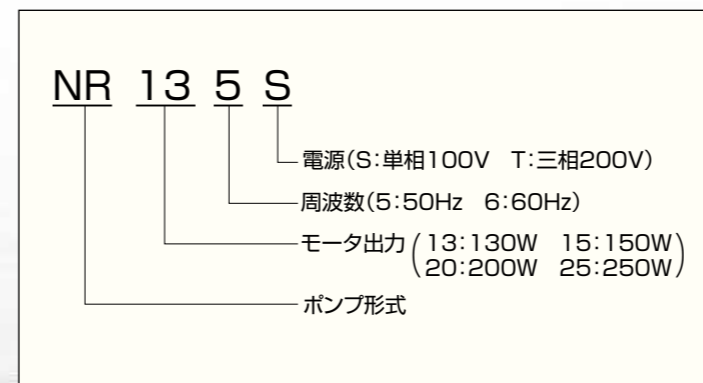 NR 13 5 S
電源(S:単相100V T:三相200V)
周波数(5:50Hz 6:60Hz)
モータ出力(13:130W 15:150W
20:200W 25:250W)
ポンプ形式